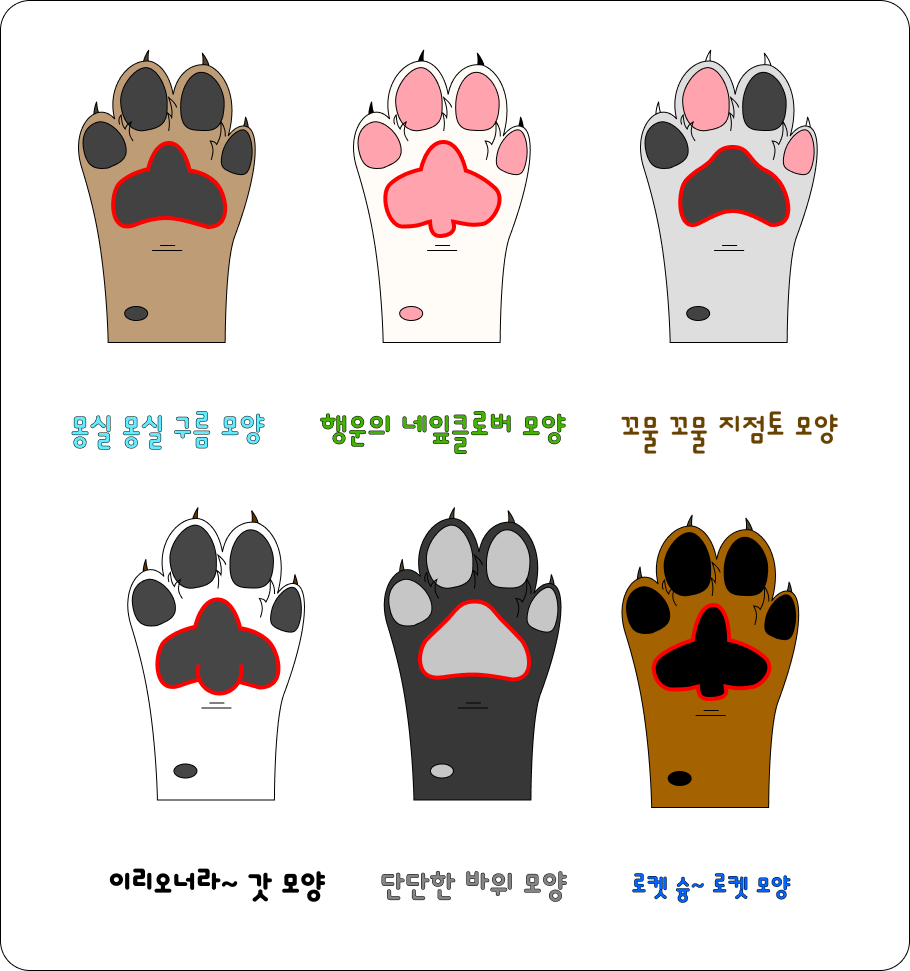 몽실 몽실 구름 모양
행운의 네잎클로버 모양
꼬물 꼬물 지점토 모양
이리오너라~ 갓 모양
단단한 바위 모양
로켓 슝~ 로켓 모양